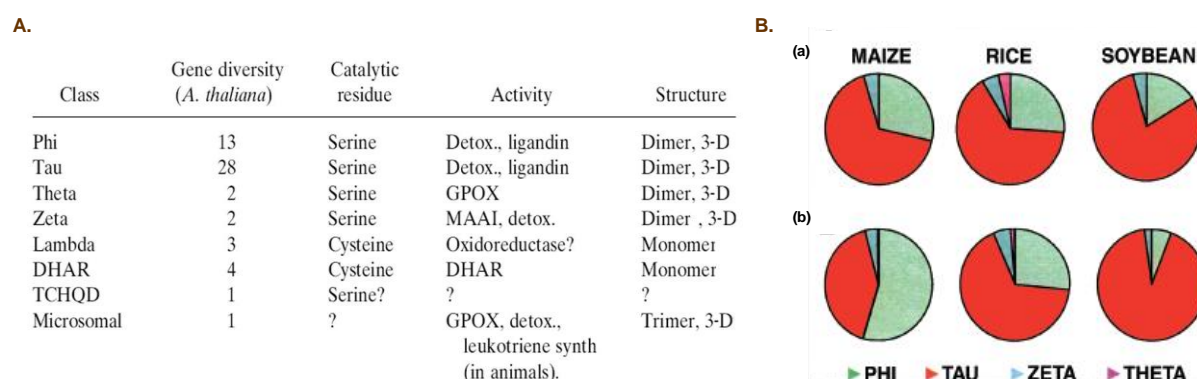 A.
Gene diversity Catalytic
Class (A. thaliana) residue Activity Structure
Phi 13 Serine Detox., ligandin Dimer, 3-D
Tau 28 Serine Detox., ligandin Dimer, 3-D
Theta 2 Serine GPOX Dimer, 3-D
Zeta 2 Serine MAAI, detox. Dimer , 3-D
Lambda 3 Cysteine Oxidoreductase? Monomer
DHAR 4 Cysteine DHAR Monomer
TCHQD 1 Serine? ? ?
Microsomal 1 ? GPOX, detox., Trimer, 3-D
leukotriene synth
(in animals).
B.
(a)
MAIZE RICE SOYBEAN
(b)
PHI TAU ZETA THETA